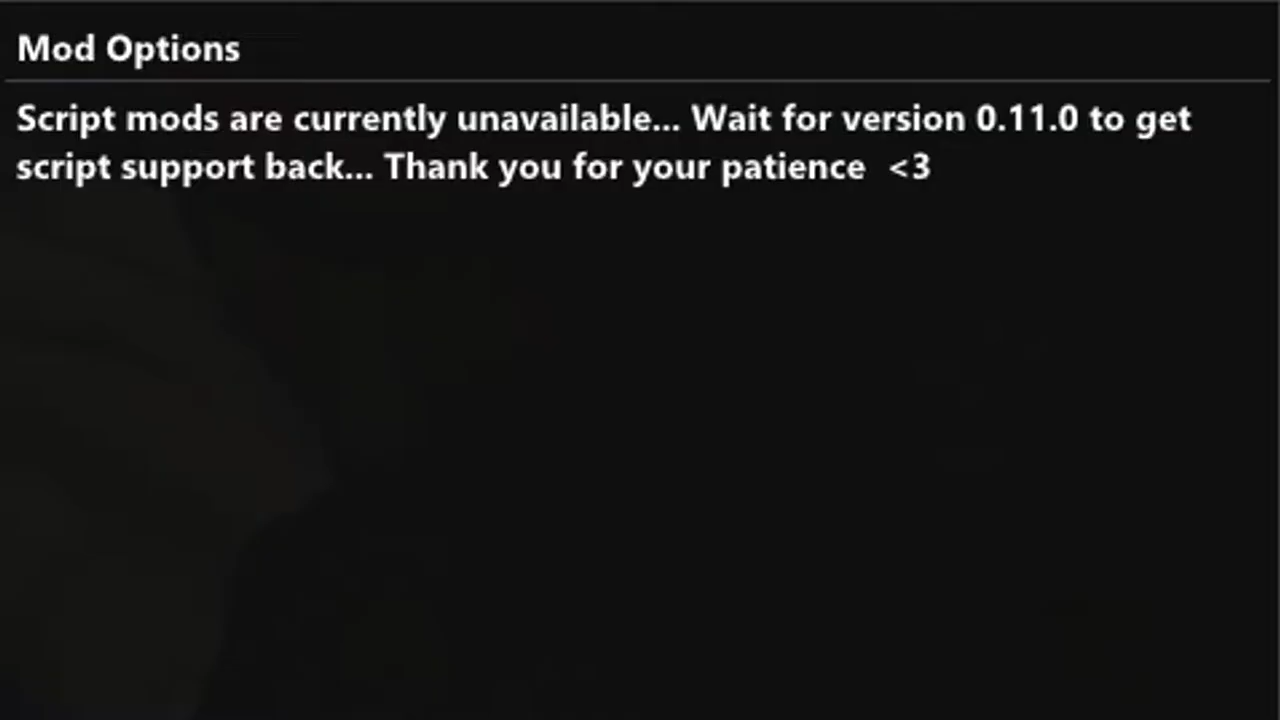 Mod Options
Script mods are currently unavailable... Wait for version 0.11.0 to get
script support back... Thank you for your patience  <3